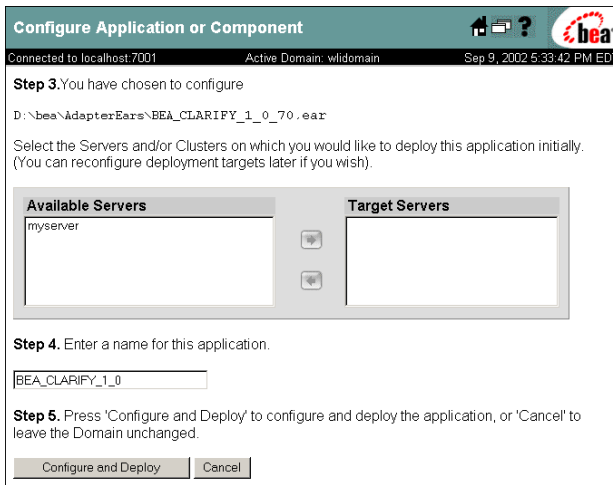 Configure Application or Component
?
bea
Connected to localhost:7001 Active Domain: wlidomain Sep 9, 2002 5:33:42 PM ED
Step 3.You have chosen to configure
D:\bea\AdapterEars\BEA_CLARIFY_1_0_70.ear
Select the Servers and/or Clusters on which you would like to deploy this application initially.
(You can reconfigure deployment targets later if you wish).
Available Servers Target Servers
myserver
Step 4. Enter a name for this application.
BEA_CLARIFY_1_0
Step 5. Press 'Configure and Deploy' to configure and deploy the application, or 'Cancel' to
leave the Domain unchanged.
Configure and Deploy Cancel